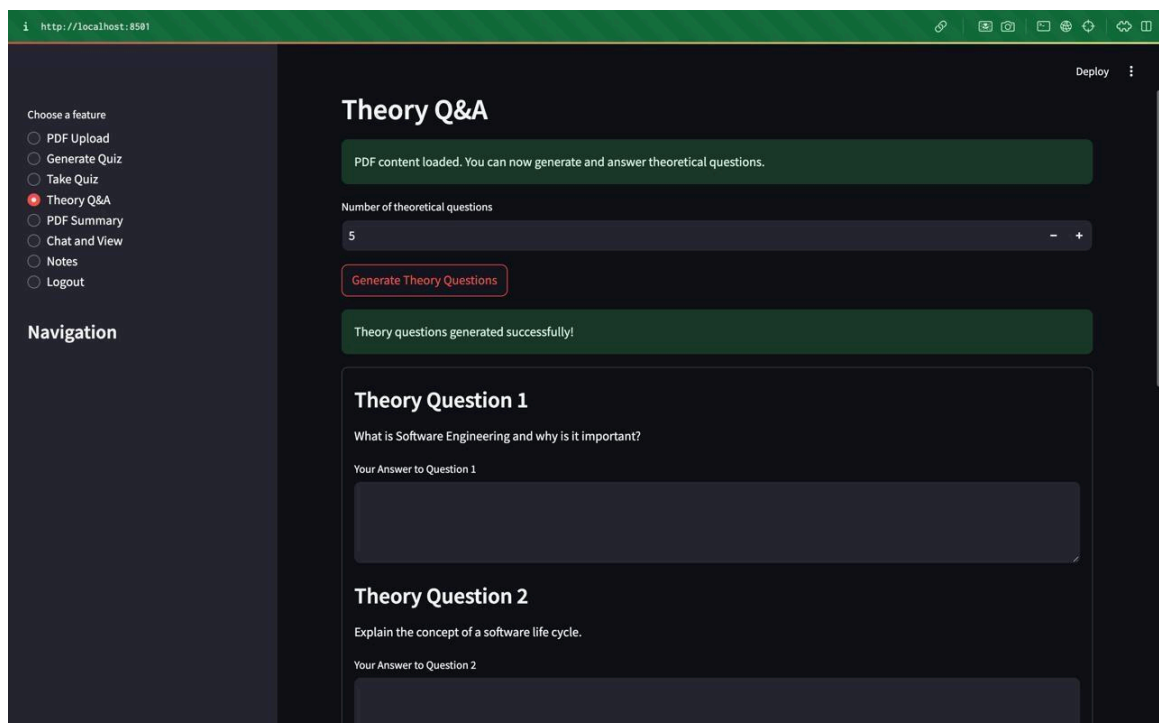 i http://localhost:8501
Deploy
Choose a feature
PDF Upload
Generate Quiz
Take Quiz
Theory Q&A
PDF Summary
Chat and View
Notes
Logout
Navigation
Theory Q&A
PDF content loaded. You can now generate and answer theoretical questions.
Number of theoretical questions
5 - +
Generate Theory Questions
Theory questions generated successfully!
Theory Question 1
What is Software Engineering and why is it important?
Your Answer to Question 1
Theory Question 2
Explain the concept of a software life cycle.
Your Answer to Question 2